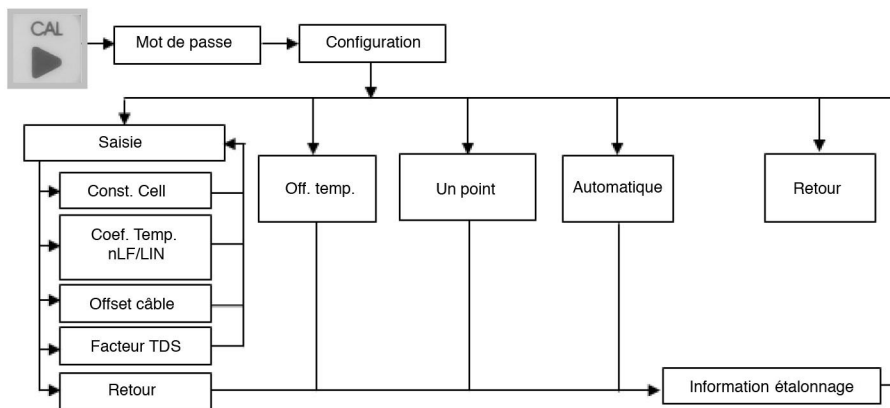 CAL
Mot de passe
Configuration
Saisie
Off. temp.
Un point
Automatique
Retour
Const. Cell
Coef. Temp.
nLF/LIN
Offset câble
Facteur TDS
Retour
Information étalonnage